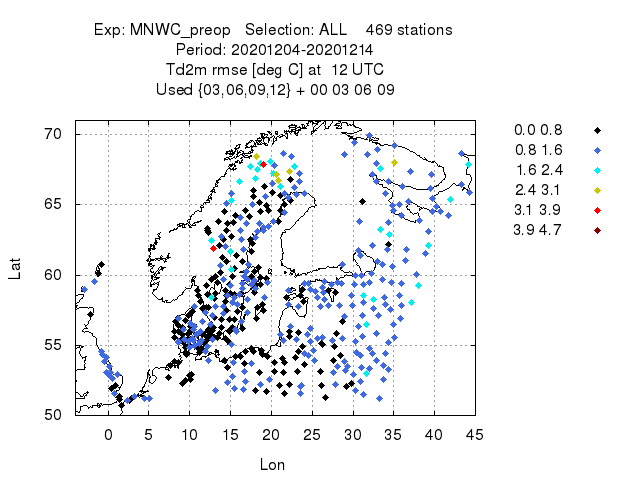 Exp: MNWC_preop Selection: ALL 469 stations
Period: 20201204-20201214
Td2m rmse [deg C] at 12 UTC
Used {03,06,09,12} + 00 03 06 09
70
65
60
55
50
Lat
0 5 10 15 20 25 30 35 40 45
Lon
0.0 0.8
0.8 1.6
1.6 2.4
2.4 3.1
3.1 3.9
3.9 4.7